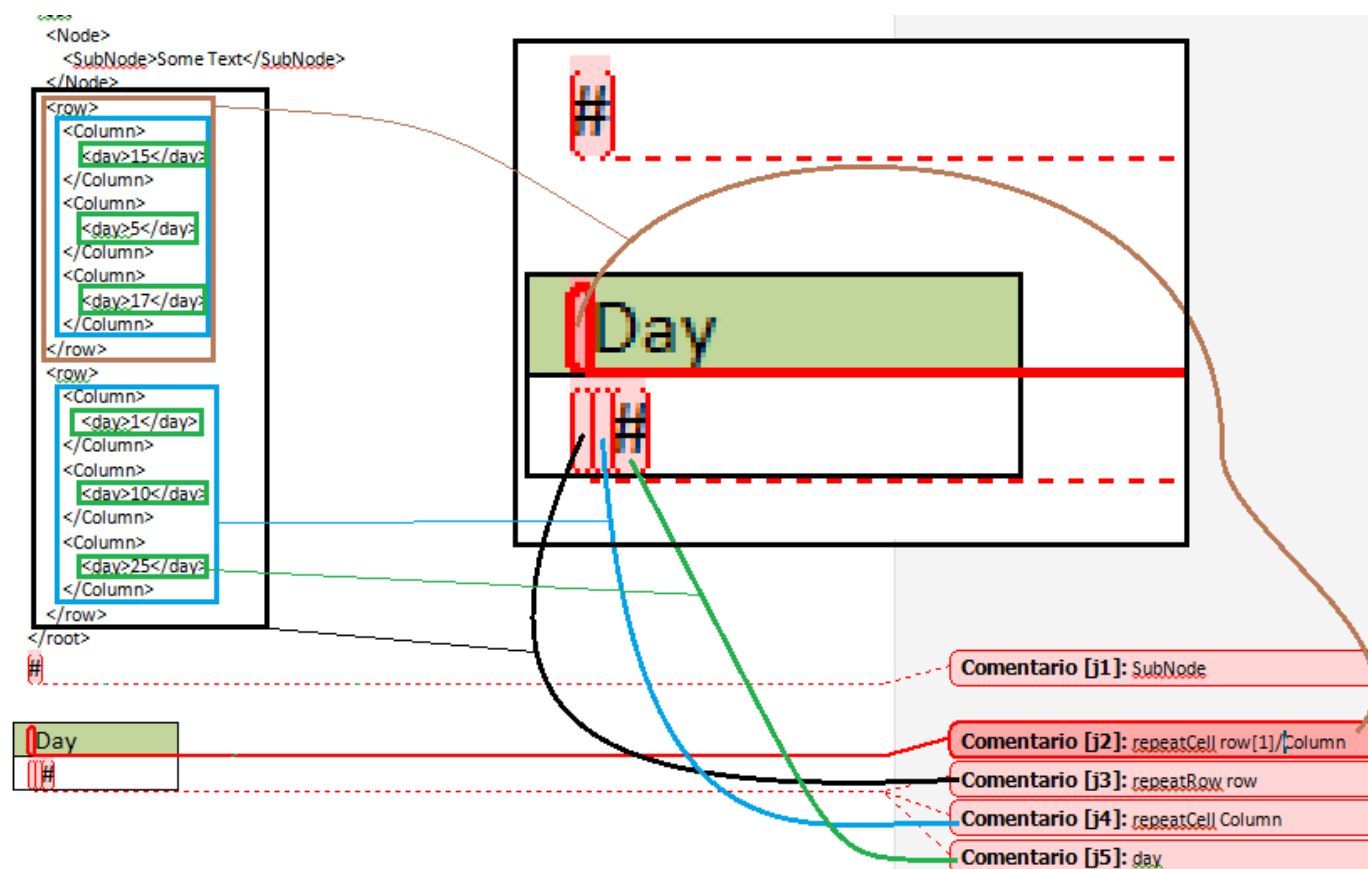 <Node>
<SubNode>Some Text</SubNode>
</Node>
<row>
<Column>
<day>15</day>
</Column>
<Column>
<day>5</day>
</Column>
<Column>
<day>17</day>
</Column>
</row>
<row>
<Column>
<day>1</day>
</Column>
<Column>
<day>10</day>
</Column>
<Column>
<day>25</day>
</Column>
</row>
</root>
#
Day
#
#
Day
#
Comentario [j1]: SubNode
Comentario [j2]: repeatCell row[1]/Column
Comentario [j3]: repeatRow row
Comentario [j4]: repeatCell Column
Comentario [j5]: day